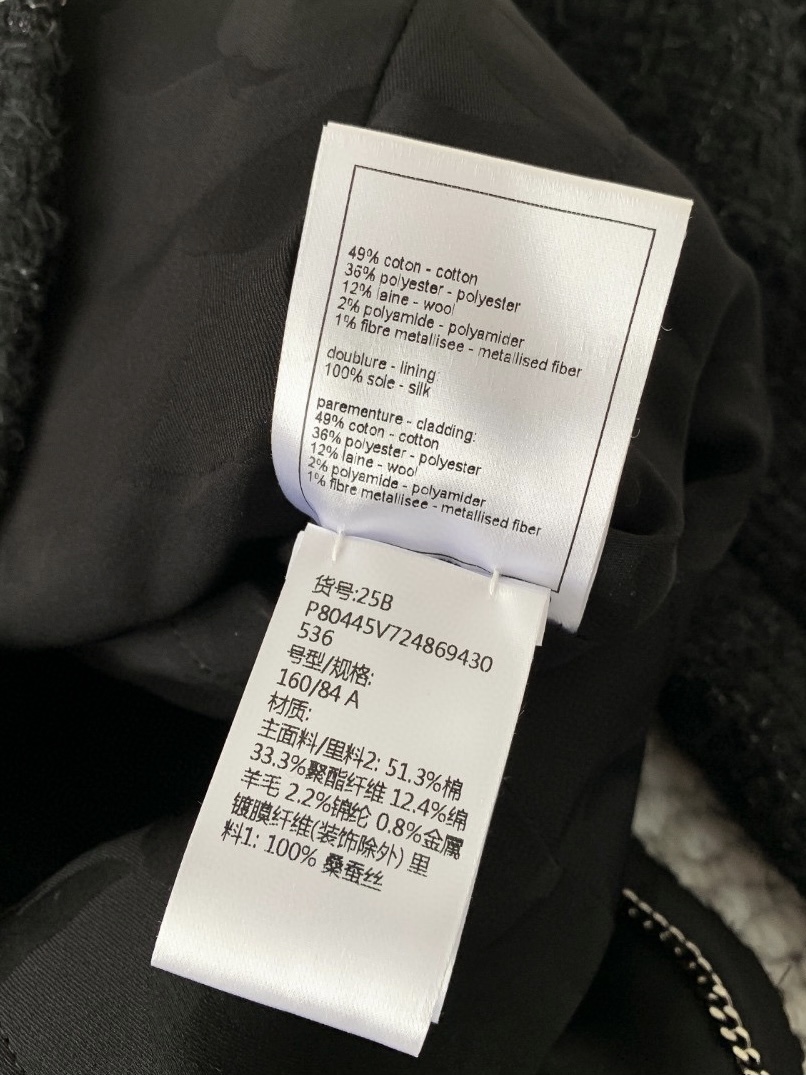 49% coton - cotton
36% polyester - polyester
12% laine - wool
2% polyamide - polyamider
1% fibre metallisee - metallised fiber
doublure - lining:
100% soie - silk
parementure - cladding:
49% coton - cotton
36% polyester - polyester
12% laine - wool
2% polyamide - polyamider
1% fibre metallisee - metallised fiber
货号:25B
P80445V724869430
536
号型/规格:
160/84 A
材质:
主面料/里料2: 51.3%棉
33.3%聚酯纤维 12.4%绵
羊毛 2.2%锦纶 0.8%金属
镀膜纤维(装饰除外) 里
料1: 100% 桑蚕丝